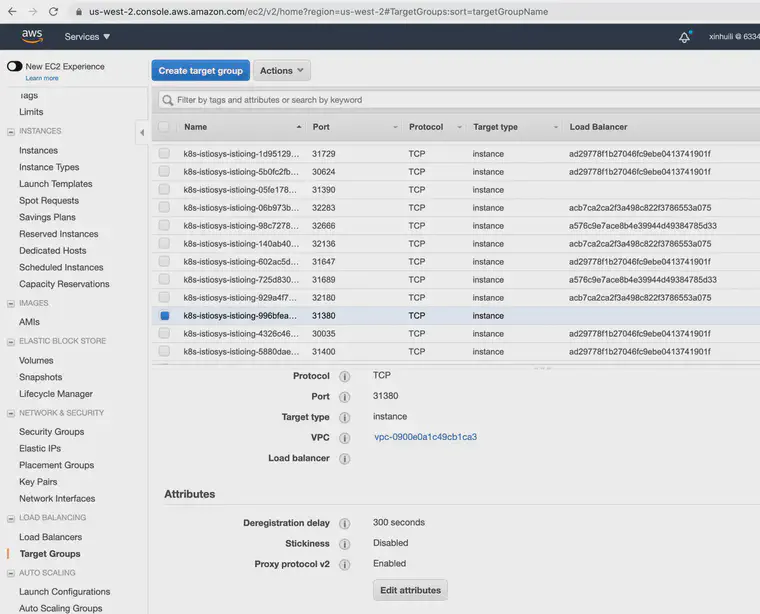 us-west-2.console.aws.amazon.com/ec2/v2/home?region=us-west-2#TargetGroups:sort=targetGroupName
aws
Services
xinhuili @ 6334
New EC2 Experience
Learn more
Tags
Limits
INSTANCES
Instances
Instance Types
Launch Templates
Spot Requests
Savings Plans
Reserved Instances
Dedicated Hosts
Scheduled Instances
Capacity Reservations
IMAGES
AMIs
ELASTIC BLOCK STORE
Volumes
Snapshots
Lifecycle Manager
NETWORK & SECURITY
Security Groups
Elastic IPs
Placement Groups
Key Pairs
Network Interfaces
LOAD BALANCING
Load Balancers
Target Groups
AUTO SCALING
Launch Configurations
Auto Scaling Groups
Create target group Actions
Filter by tags and attributes or search by keyword
Name Port Protocol Target type Load Balancer
k8s-istiosys-istioing-1d95129... 31729 TCP instance ad29778f1b27046fc9ebe0413741901f
k8s-istiosys-istioing-5b0fc2fb... 30624 TCP instance ad29778f1b27046fc9ebe0413741901f
k8s-istiosys-istioing-05fe178... 31390 TCP instance
k8s-istiosys-istioing-06b973b... 32283 TCP instance acb7ca2ca2f3a498c822f3786553a075
k8s-istiosys-istioing-98c7278... 32666 TCP instance a576c9e7ace8b4e39944d49384785d33
k8s-istiosys-istioing-140ab40... 32136 TCP instance acb7ca2ca2f3a498c822f3786553a075
k8s-istiosys-istioing-602ac5d... 31647 TCP instance ad29778f1b27046fc9ebe0413741901f
k8s-istiosys-istioing-725d830... 31689 TCP instance a576c9e7ace8b4e39944d49384785d33
k8s-istiosys-istioing-929a4f7... 32180 TCP instance acb7ca2ca2f3a498c822f3786553a075
k8s-istiosys-istioing-996bfea... 31380 TCP instance
k8s-istiosys-istioing-4326c46... 30035 TCP instance ad29778f1b27046fc9ebe0413741901f
k8s-istiosys-istioing-5880dae... 31400 TCP instance ad29778f1b27046fc9ebe0413741901f
Protocol TCP
Port 31380
Target type instance
VPC vpc-0900e0a1c49cb1ca3
Load balancer
Attributes
Deregistration delay 300 seconds
Stickiness Disabled
Proxy protocol v2 Enabled
Edit attributes